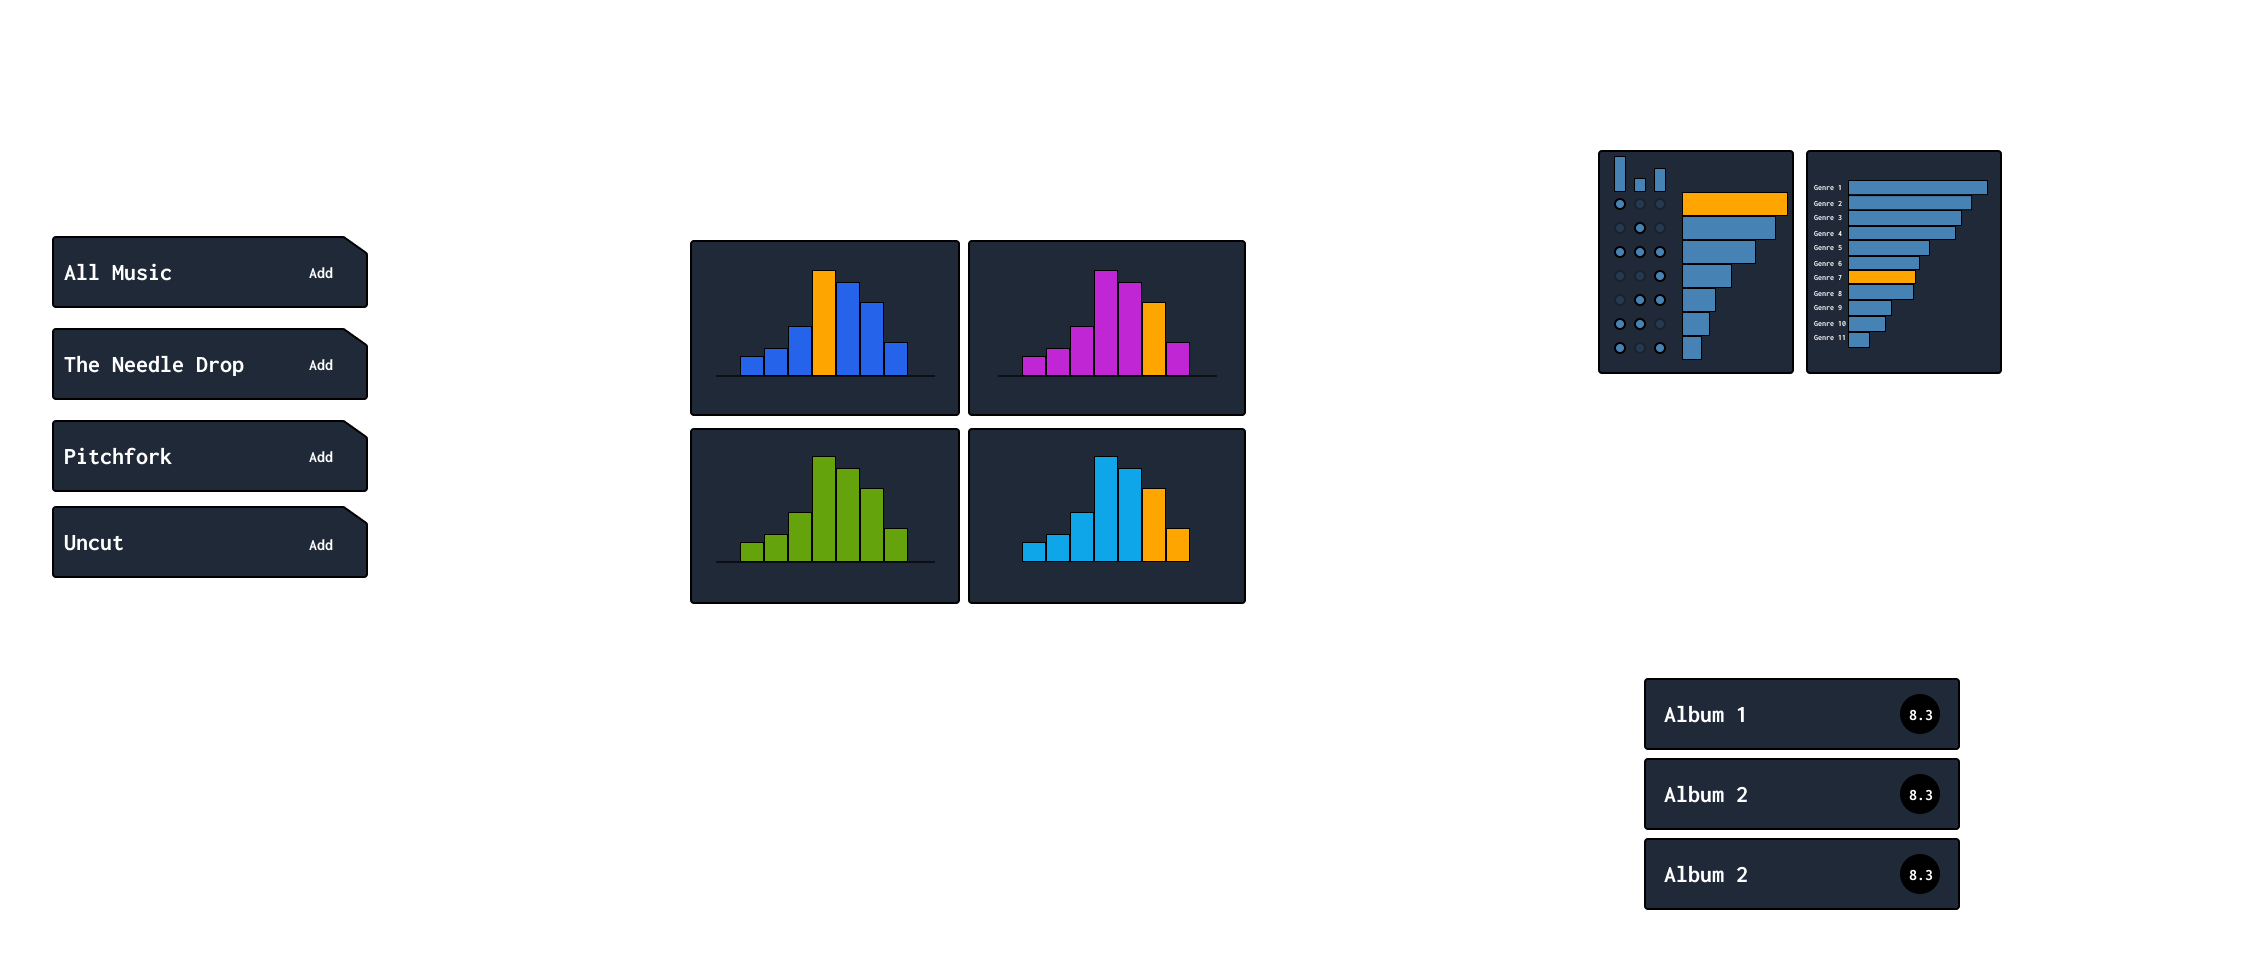 All Music
Add
The Needle Drop
Add
Pitchfork
Add
Uncut
Add
Genre 1
Genre 2
Genre 3
Genre 4
Genre 5
Genre 6
Genre 7
Genre 8
Genre 9
Genre 10
Genre 11
Album 1
8.3
Album 2
8.3
Album 2
8.3